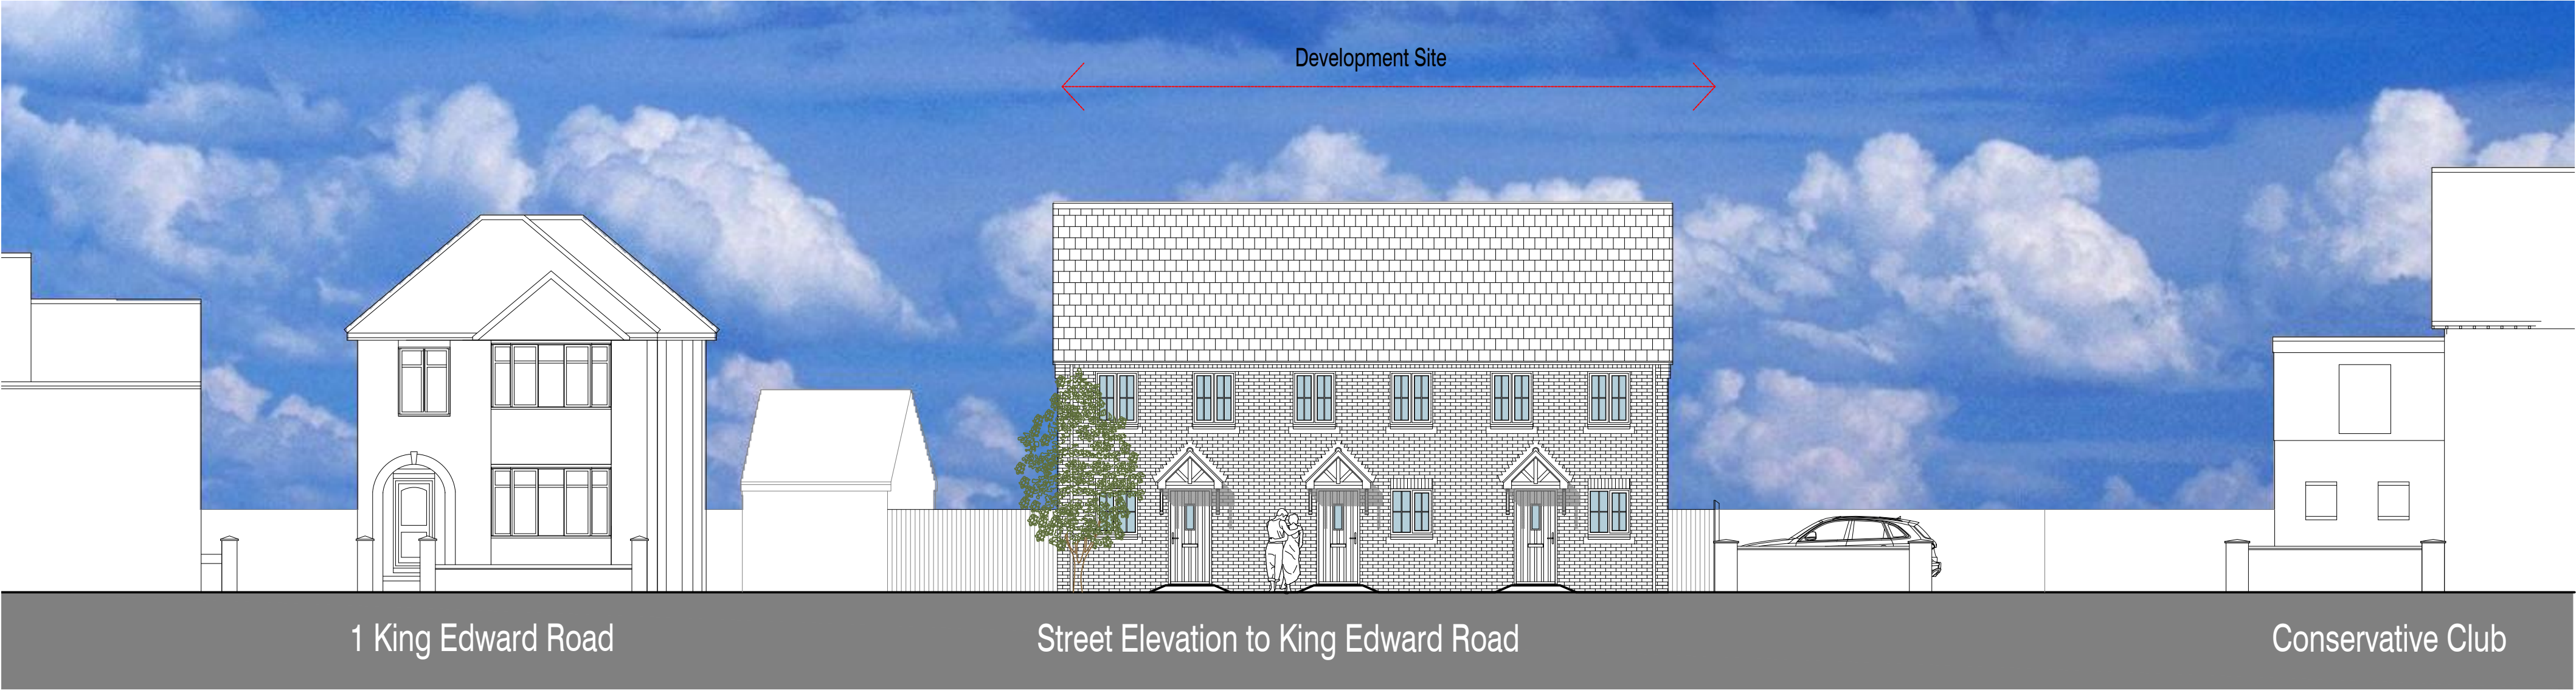 Development Site
1 King Edward Road
Street Elevation to King Edward Road
Conservative Club